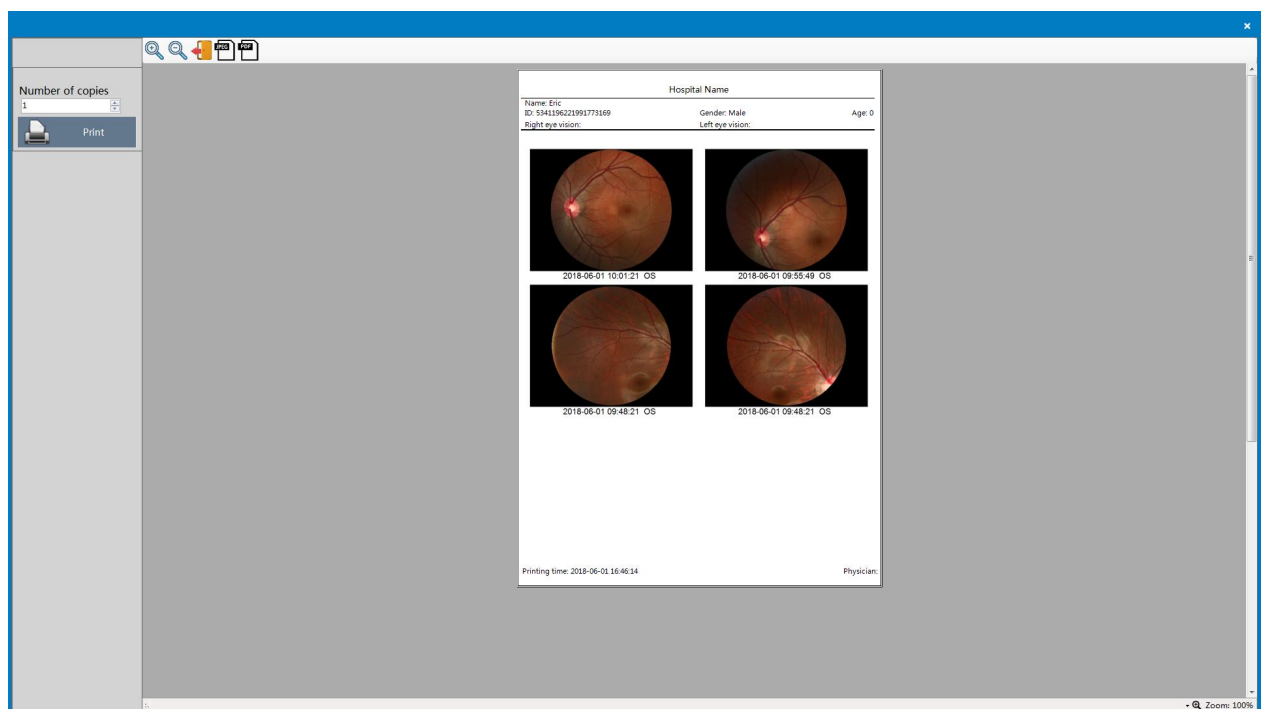 ×
JPEG PDF
Number of copies
1
Print
Hospital Name
Name: Eric
ID: 5341196221991773169 Gender: Male Age: 0
Right eye vision: Left eye vision:
2018-06-01 10:01:21 OS 2018-06-01 09:55:49 OS
2018-06-01 09:48:21 OS 2018-06-01 09:48:21 OS
Printing time: 2018-06-01 16:46:14 Physician:
Zoom: 100%